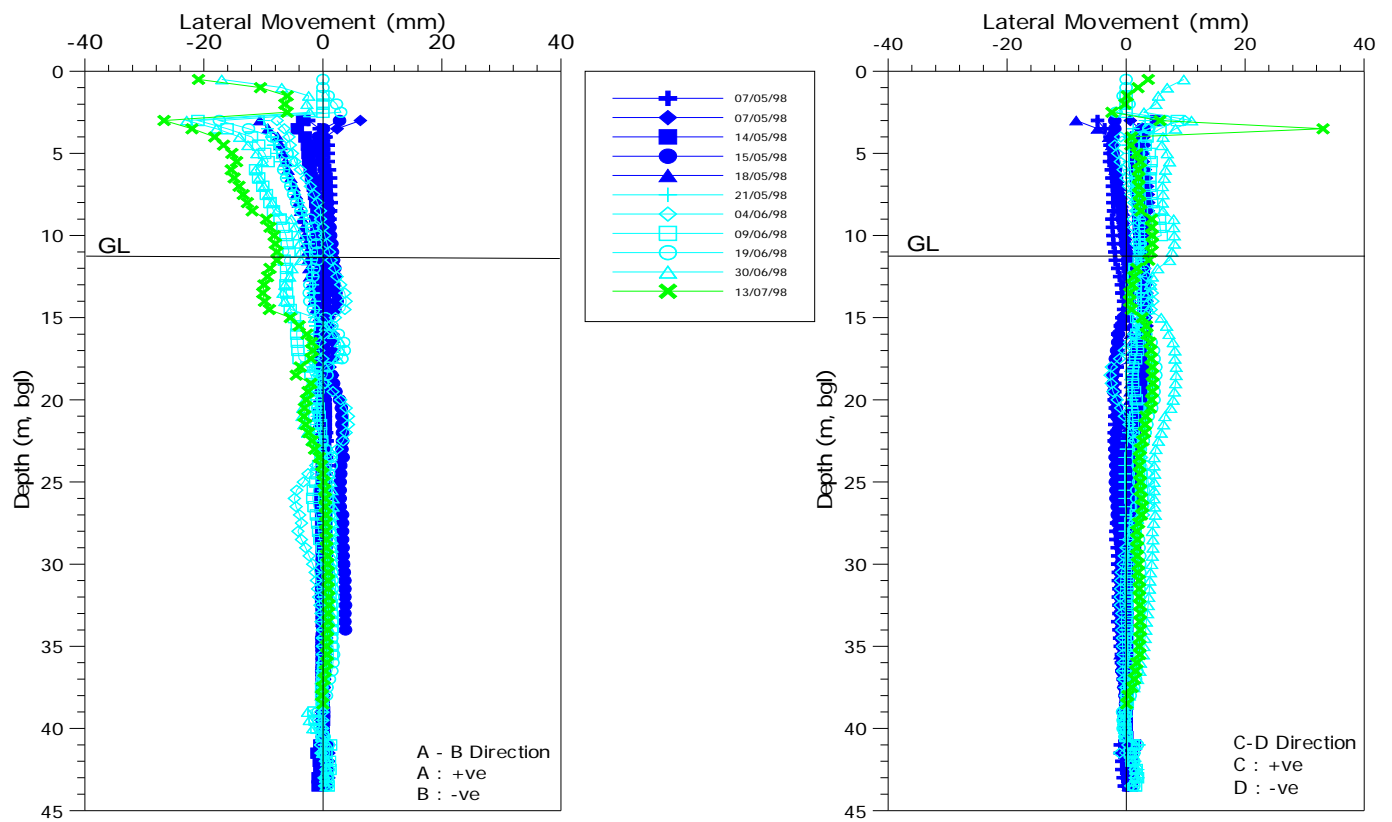 Lateral Movement (mm)
-40 -20 0 20 40
0
5
10
15
20
25
30
35
40
45
Depth (m, bgl)
GL
A - B Direction
A : +ve
B : -ve
07/05/98
07/05/98
14/05/98
15/05/98
18/05/98
21/05/98
04/06/98
09/06/98
19/06/98
30/06/98
13/07/98
Lateral Movement (mm)
-40 -20 0 20 40
0
5
10
15
20
25
30
35
40
45
Depth (m, bgl)
GL
C-D Direction
C : +ve
D : -ve